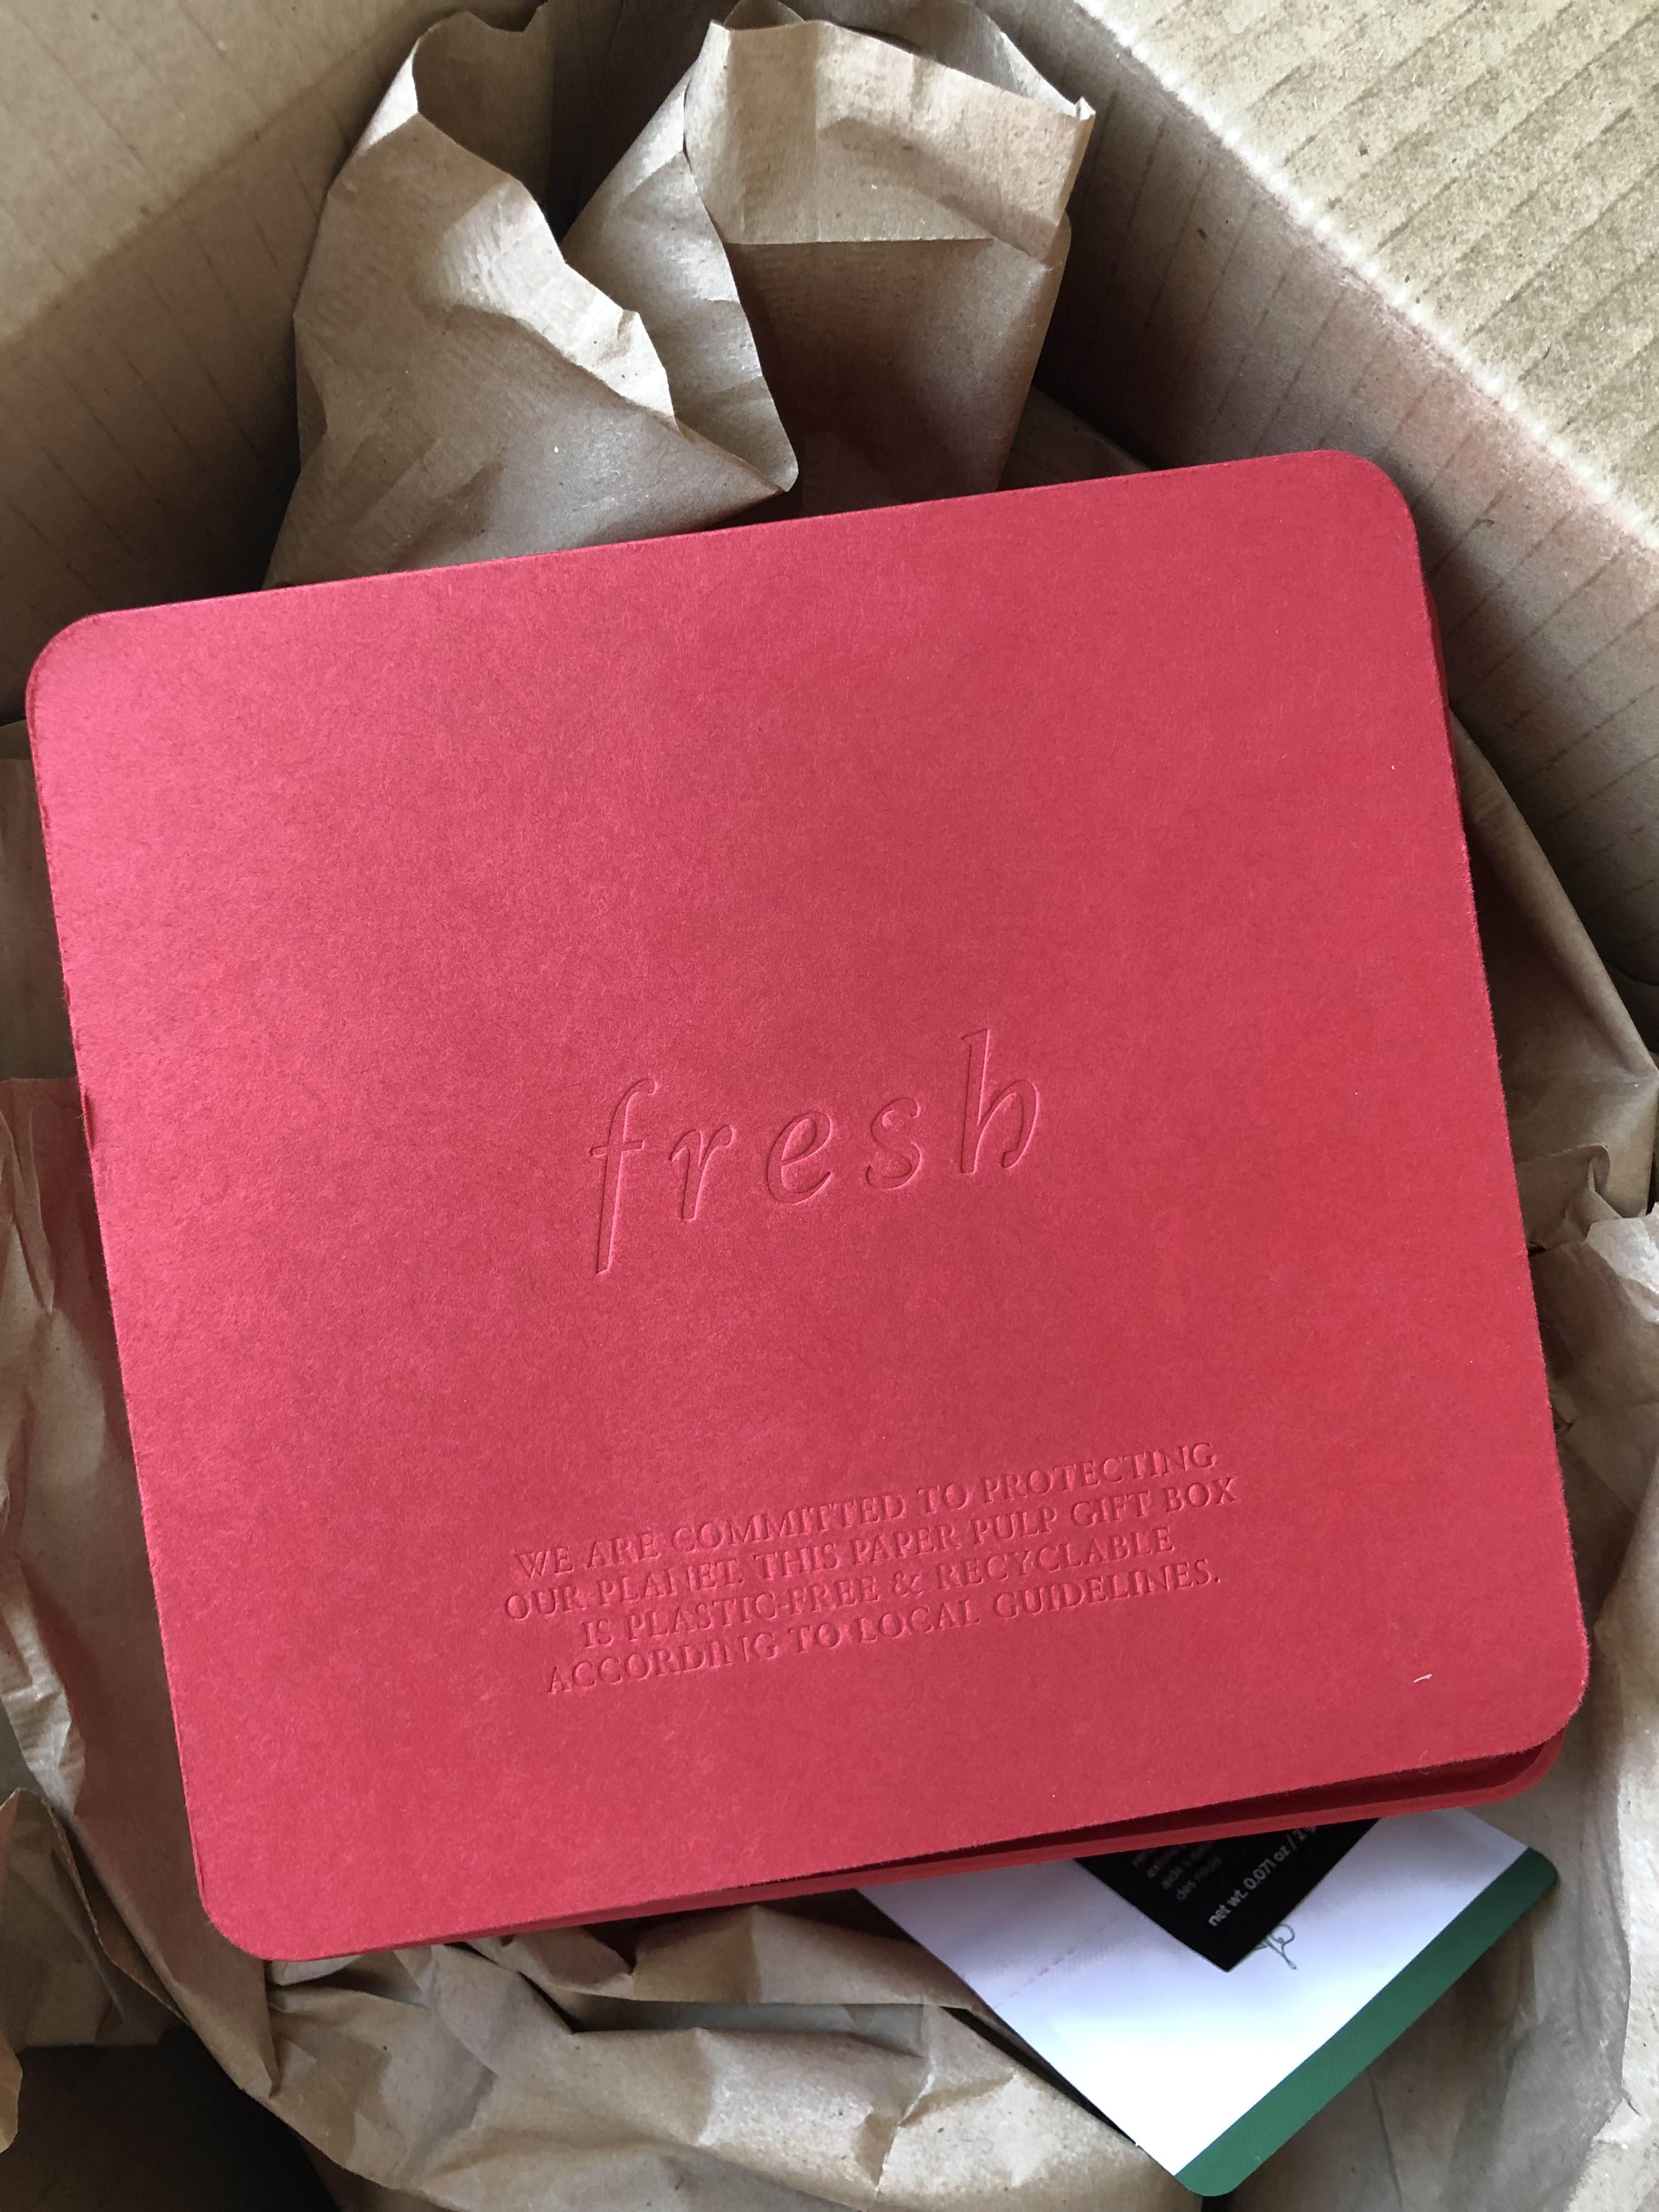 fresh
WE ARE COMMITTED TO PROTECTING
OUR PLANET. THIS PAPER PULP GIFT BOX
IS PLASTIC-FREE & RECYCLABLE
ACCORDING TO LOCAL GUIDELINES.
net wt. 0.071 oz / 2